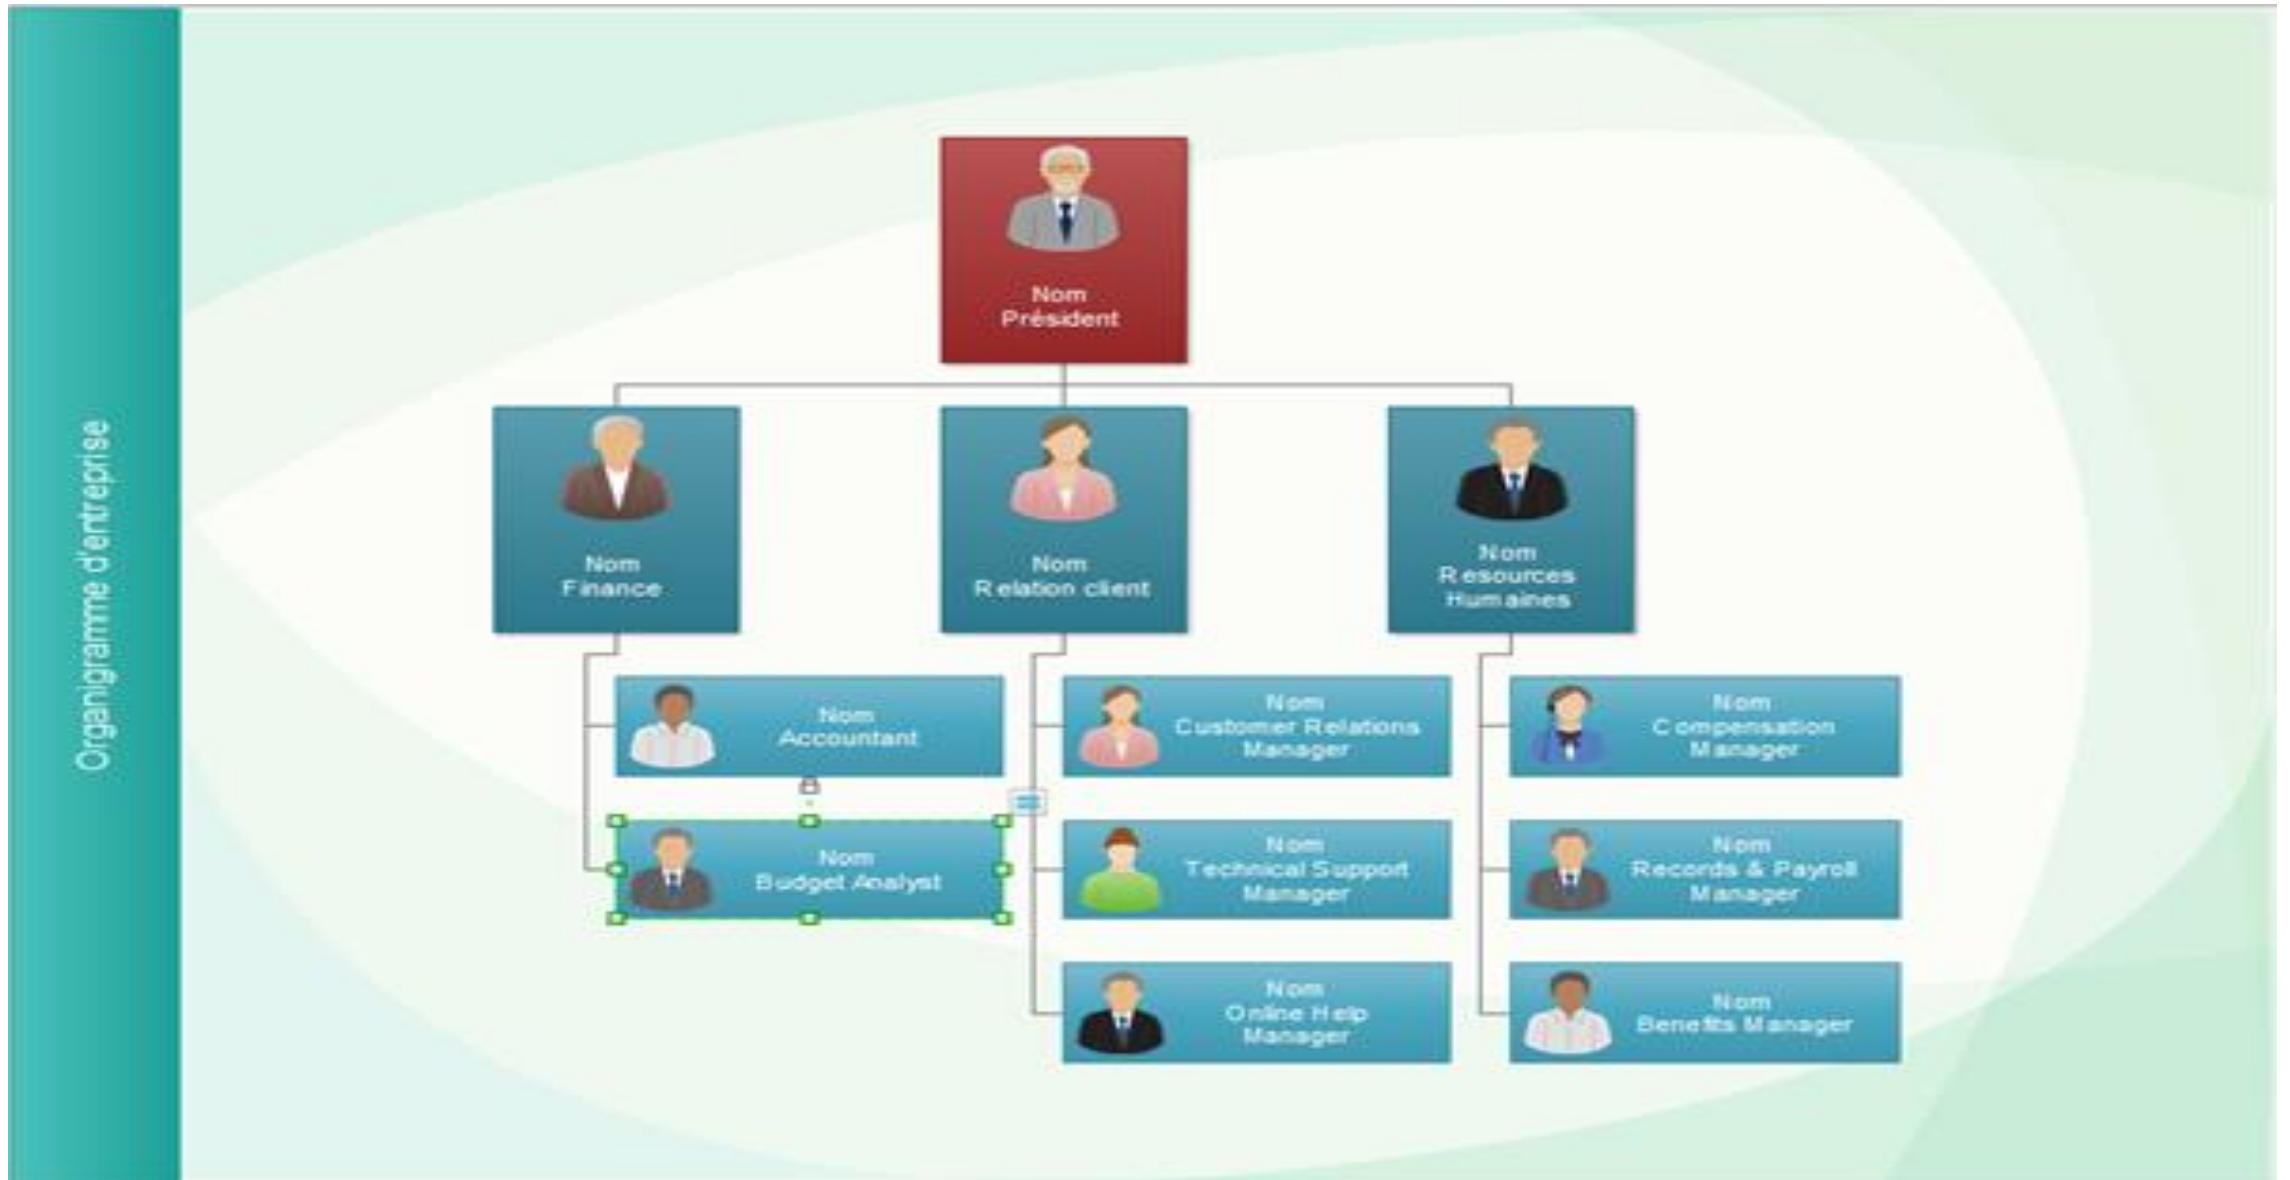 Organigramme d'entreprise
Nom
Président
Nom
Finance
Nom
Relation client
Nom
Resources
Humaines
Nom
Accountant
Nom
Budget Analyst
Nom
Customer Relations
Manager
Nom
Technical Support
Manager
Nom
Online Help
Manager
Nom
Compensation
Manager
Nom
Records & Payroll
Manager
Nom
Benefits Manager